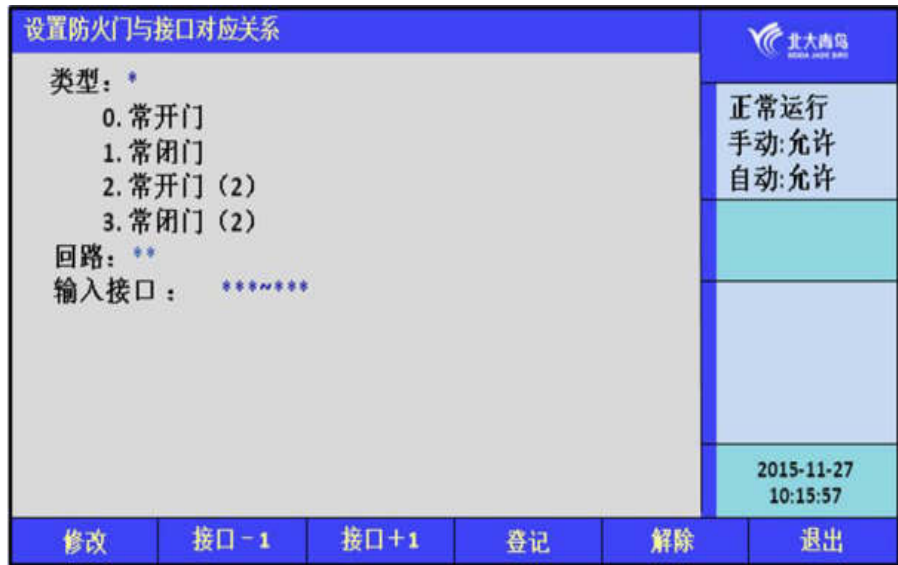 设置防火门与接口对应关系
北大青鸟
类型：*
0.常开门
1.常闭门
2.常开门（2）
3.常闭门（2）
回路：**
输入接口： ***~***
正常运行
手动:允许
自动:允许
2015-11-27
10:15:57
修改 接口－1 接口＋1 登记 解除 退出